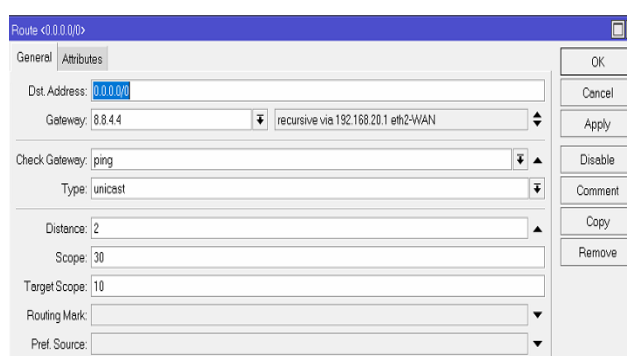 Route <0.0.0.0/0>
General Attributes
OK
Dst. Address: 0.0.0.0/0
Cancel
Gateway: 8.8.4.4 recursive via 192.168.20.1 eth2-WAN
Apply
Check Gateway: ping
Disable
Type: unicast
Comment
Distance: 2
Copy
Scope: 30
Remove
Target Scope: 10
Routing Mark:
Pref. Source: